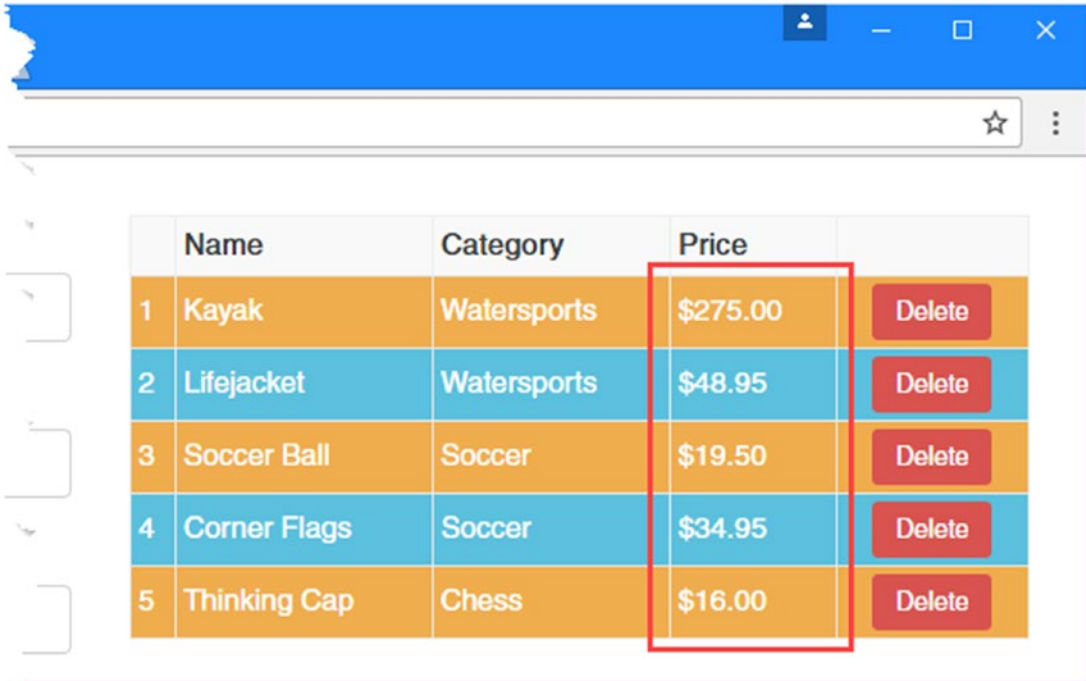 Name Category Price
1 Kayak Watersports $275.00 Delete
2 Lifejacket Watersports $48.95 Delete
3 Soccer Ball Soccer $19.50 Delete
4 Corner Flags Soccer $34.95 Delete
5 Thinking Cap Chess $16.00 Delete